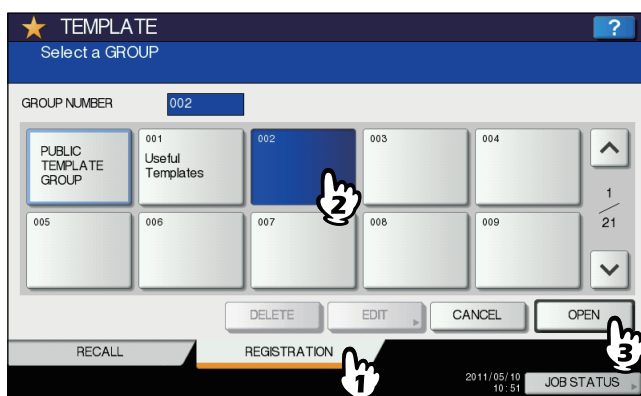 TEMPLATE
?
Select a GROUP
GROUP NUMBER
002
PUBLIC
TEMPLATE
GROUP
001
Useful
Templates
002
003
004
2
1
21
005
006
007
008
009
DELETE
EDIT
CANCEL
OPEN
3
RECALL
REGISTRATION
1
2011/05/10
10:51
JOB STATUS